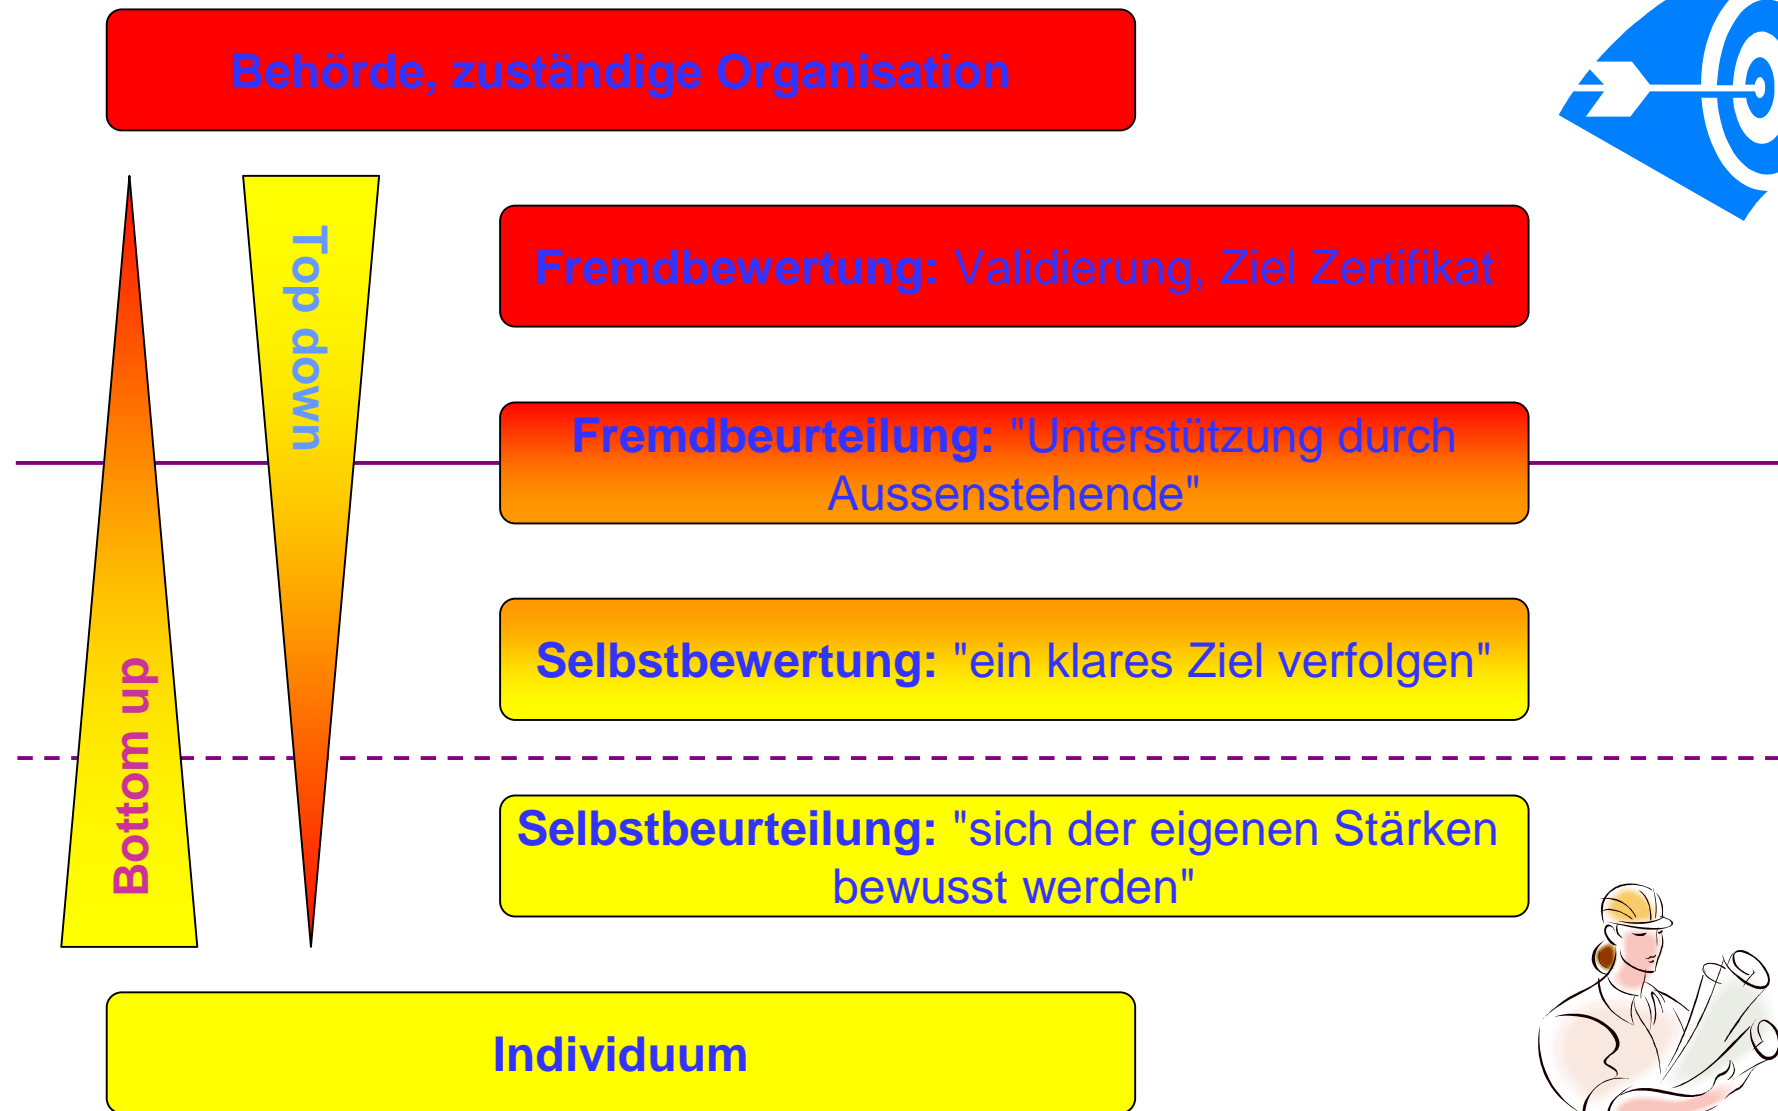 Behörde, zuständige Organisation
Top down
Fremdbewertung: Validierung, Ziel Zertifikat
Fremdbeurteilung: "Unterstützung durch
Aussenstehende"
Selbstbewertung: "ein klares Ziel verfolgen"
Bottom up
Selbstbeurteilung: "sich der eigenen Stärken
bewusst werden"
Individuum